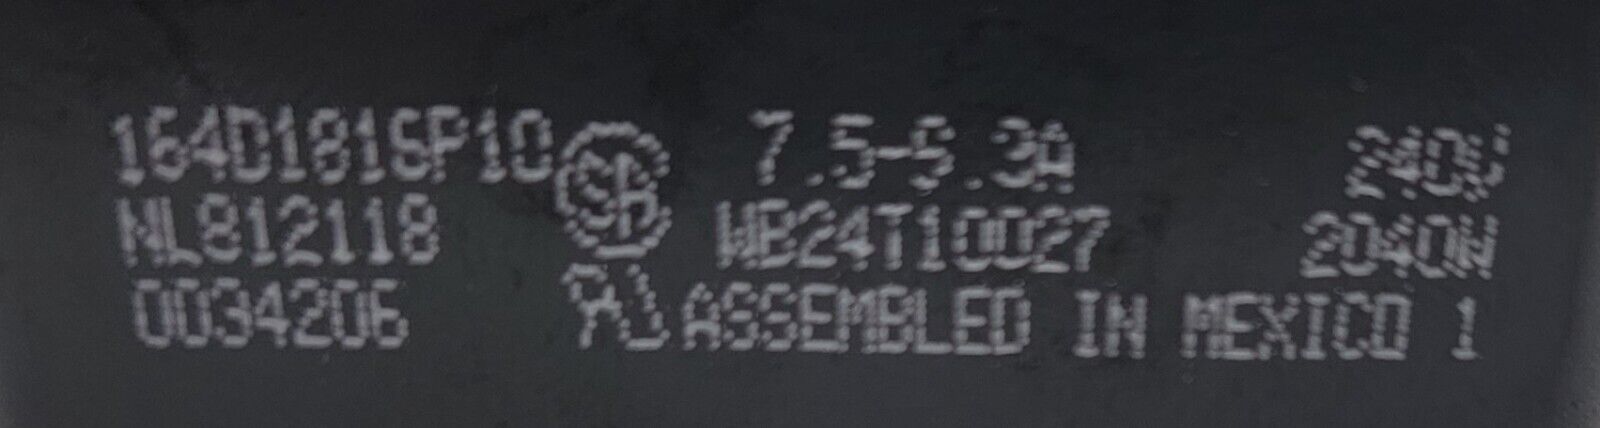 164D1816P10 7.5-9.3A 240V
NL812118 WB24T10027 2040W
0034206 ASSEMBLED IN MEXICO 1